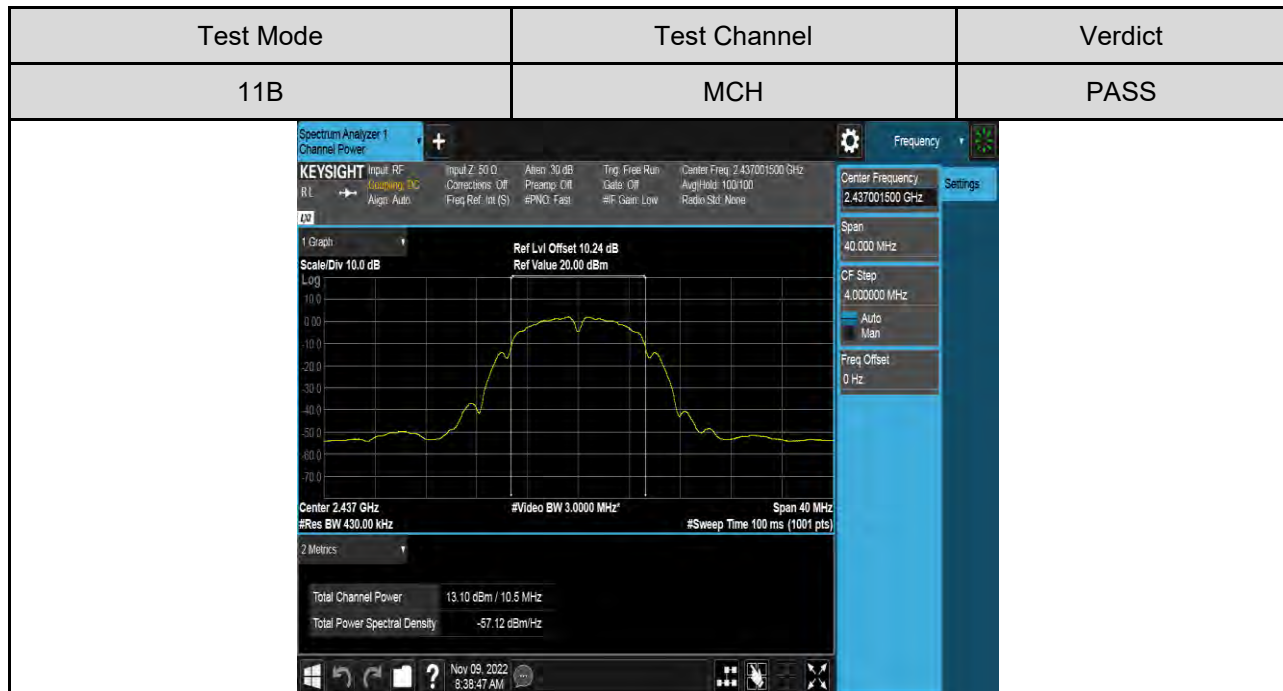 Test Mode Test Channel Verdict
11B MCH PASS
Spectrum Analyzer 1
Channel Power
+
Frequency
KEYSIGHT Input: RF Input Z: 50 Ω Atten: 30 dB Trig: Free Run Center Freq: 2.437001500 GHz
R L Coupling: DC Corrections: Off Preamp: Off Gate: Off Avg|Hold: 100/100
Align: Auto Freq Ref: Int (S) #PNO: Fast #IF Gain: Low Radio Std: None
LXI
Center Frequency
2.437001500 GHz
Settings
Span
40.000 MHz
CF Step
4.000000 MHz
Auto
Man
Freq Offset
0 Hz
1 Graph
Ref Lvl Offset 10.24 dB
Scale/Div 10.0 dB Ref Value 20.00 dBm
Log
10.0
0.00
-10.0
-20.0
-30.0
-40.0
-50.0
-60.0
-70.0
Center 2.437 GHz #Video BW 3.0000 MHz* Span 40 MHz
#Res BW 430.00 kHz #Sweep Time 100 ms (1001 pts)
2 Metrics
Total Channel Power 13.10 dBm / 10.5 MHz
Total Power Spectral Density -57.12 dBm/Hz
? Nov 09, 2022
8:38:47 AM